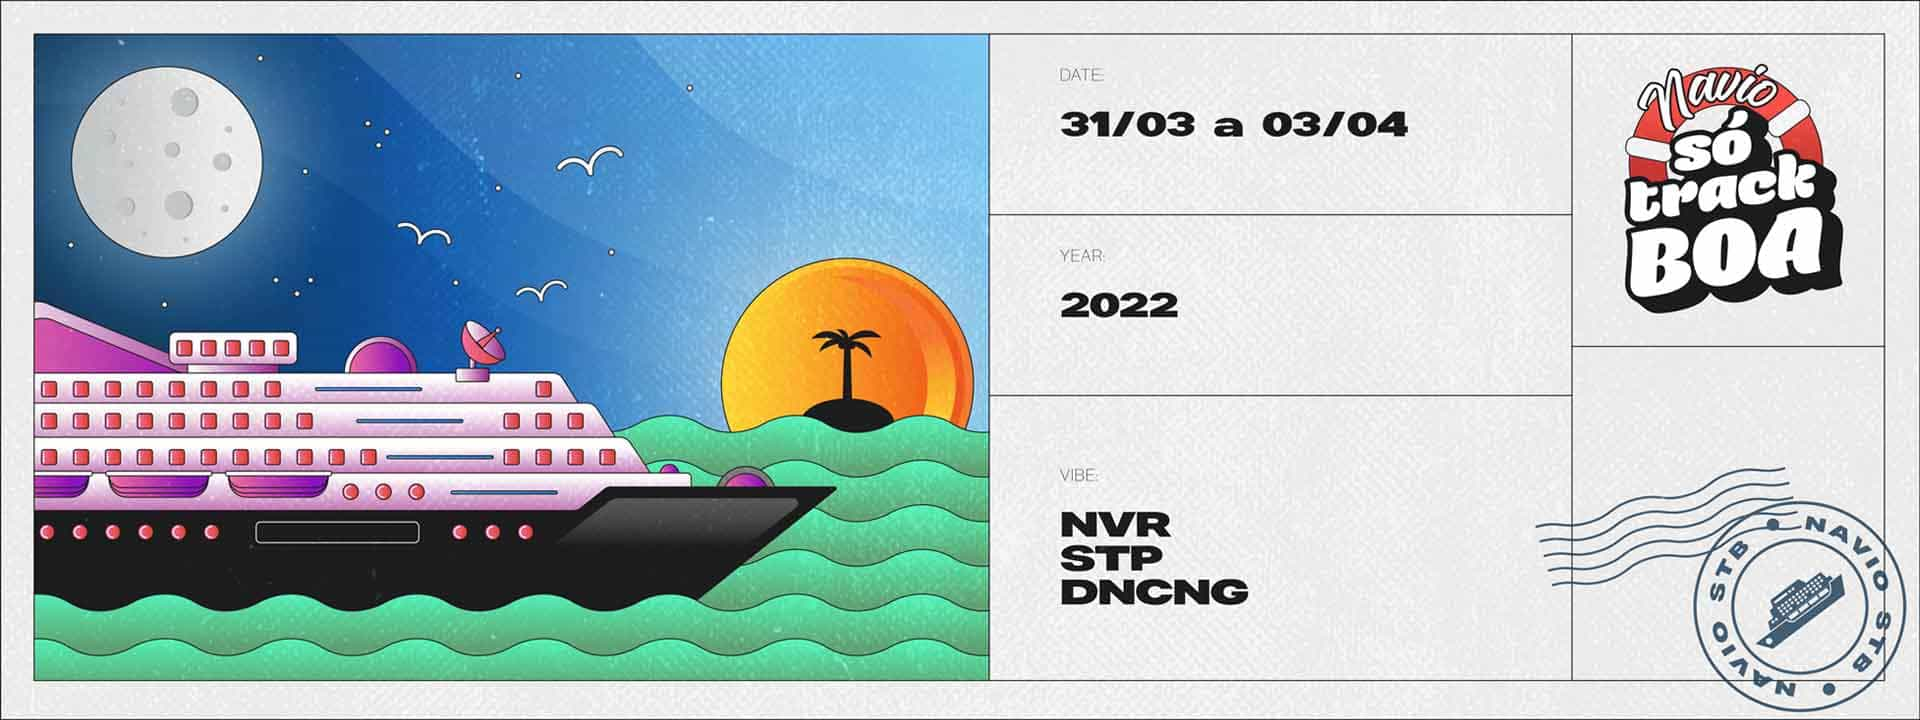 DATE:
31/03 a 03/04
YEAR:
2022
VIBE:
NVR
STP
DNCNG
Navio
só
track
BOA
NAVIO STB • NAVIO STB •